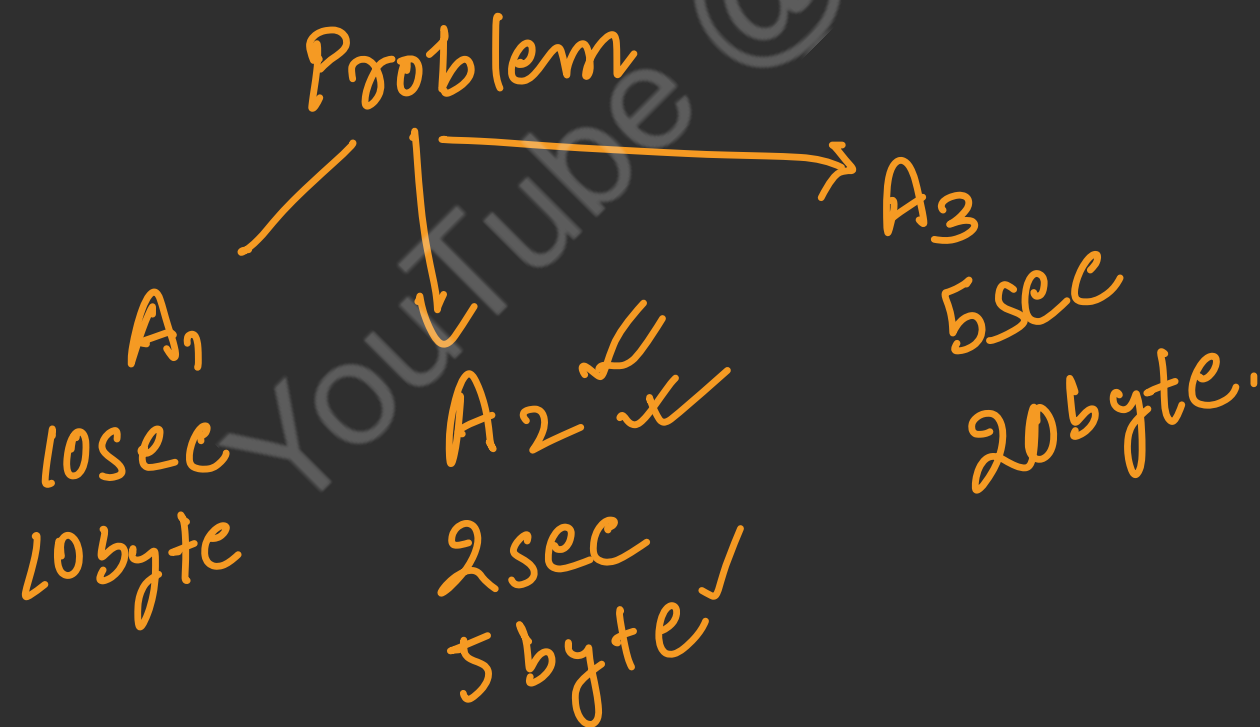 Problem
A1
10sec
10byte
A2
2sec
5byte
A3
5sec
20byte.
YouTube @